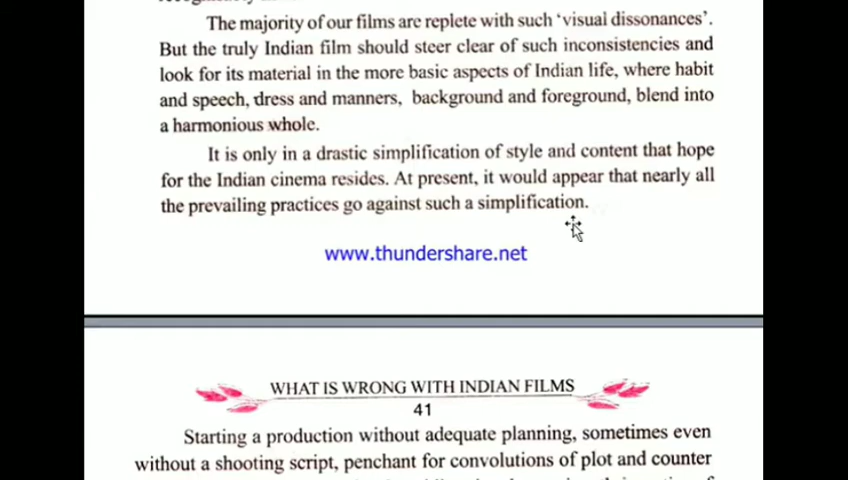 The majority of our films are replete with such ‘visual dissonances’.
But the truly Indian film should steer clear of such inconsistencies and
look for its material in the more basic aspects of Indian life, where habit
and speech, dress and manners, background and foreground, blend into
a harmonious whole.
It is only in a drastic simplification of style and content that hope
for the Indian cinema resides. At present, it would appear that nearly all
the prevailing practices go against such a simplification.
www.thundershare.net
WHAT IS WRONG WITH INDIAN FILMS
41
Starting a production without adequate planning, sometimes even
without a shooting script, penchant for convolutions of plot and counter